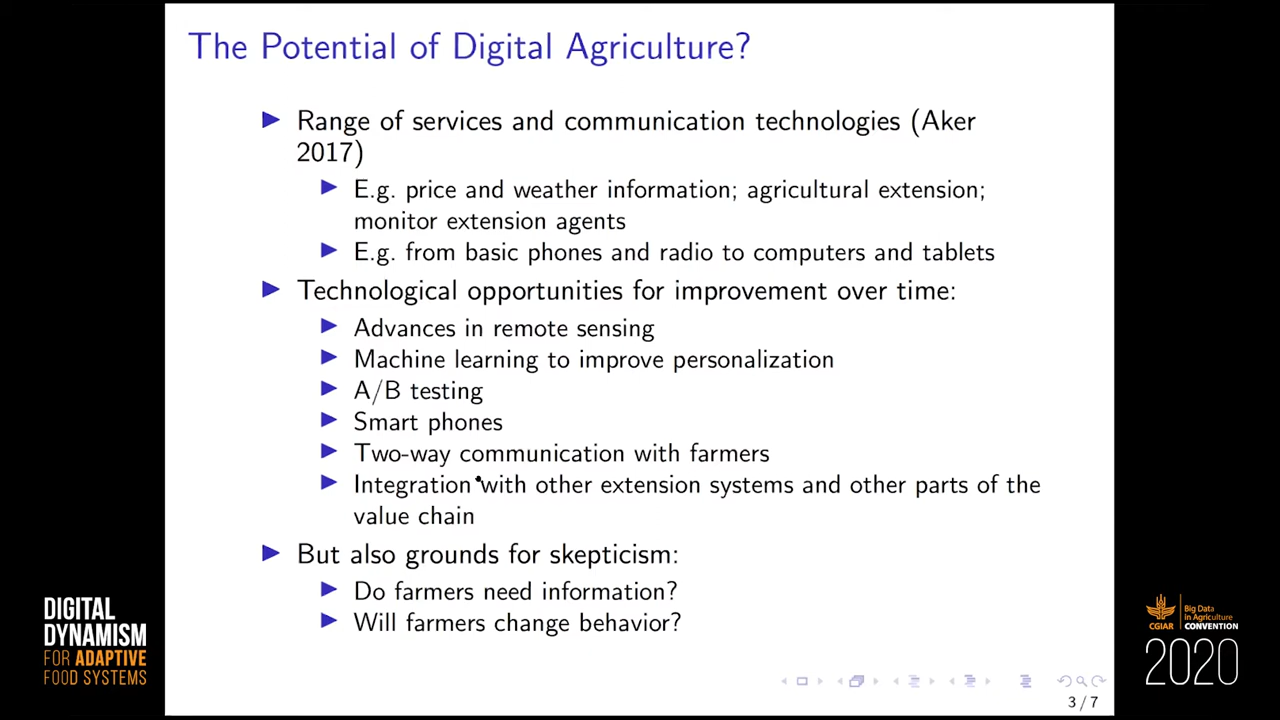 The Potential of Digital Agriculture?
Range of services and communication technologies (Aker
2017)
E.g. price and weather information; agricultural extension;
monitor extension agents
E.g. from basic phones and radio to computers and tablets
Technological opportunities for improvement over time:
Advances in remote sensing
Machine learning to improve personalization
A/B testing
Smart phones
Two-way communication with farmers
Integration with other extension systems and other parts of the
value chain
But also grounds for skepticism:
Do farmers need information?
Will farmers change behavior?
DIGITAL
DYNAMISM
FOR ADAPTIVE
FOOD SYSTEMS
CGIAR
Big Data
in Agriculture
CONVENTION
2020
3 / 7